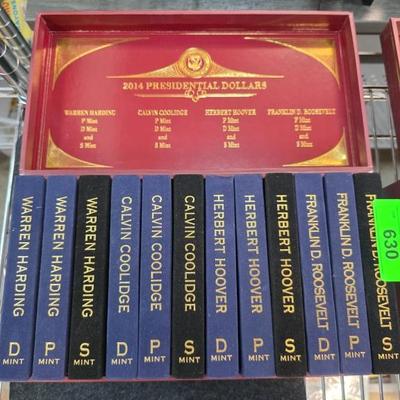 2014 PRESIDENTIAL DOLLARS
WARREN HARDING
P Mint
D Mint
and
S Mint
CALVIN COOLIDGE
P Mint
D Mint
and
S Mint
HERBERT HOOVER
P Mint
D Mint
and
S Mint
FRANKLIN D. ROOSEVELT
P Mint
D Mint
and
S Mint
WARREN HARDING
D
MINT
WARREN HARDING
P
MINT
WARREN HARDING
S
MINT
CALVIN COOLIDGE
D
MINT
CALVIN COOLIDGE
P
MINT
CALVIN COOLIDGE
S
MINT
HERBERT HOOVER
D
MINT
HERBERT HOOVER
P
MINT
HERBERT HOOVER
S
MINT
FRANKLIN D. ROOSEVELT
D
MINT
FRANKLIN D. ROOSEVELT
P
MINT
FRANKLIN D. ROOSEVELT
S
MINT
630